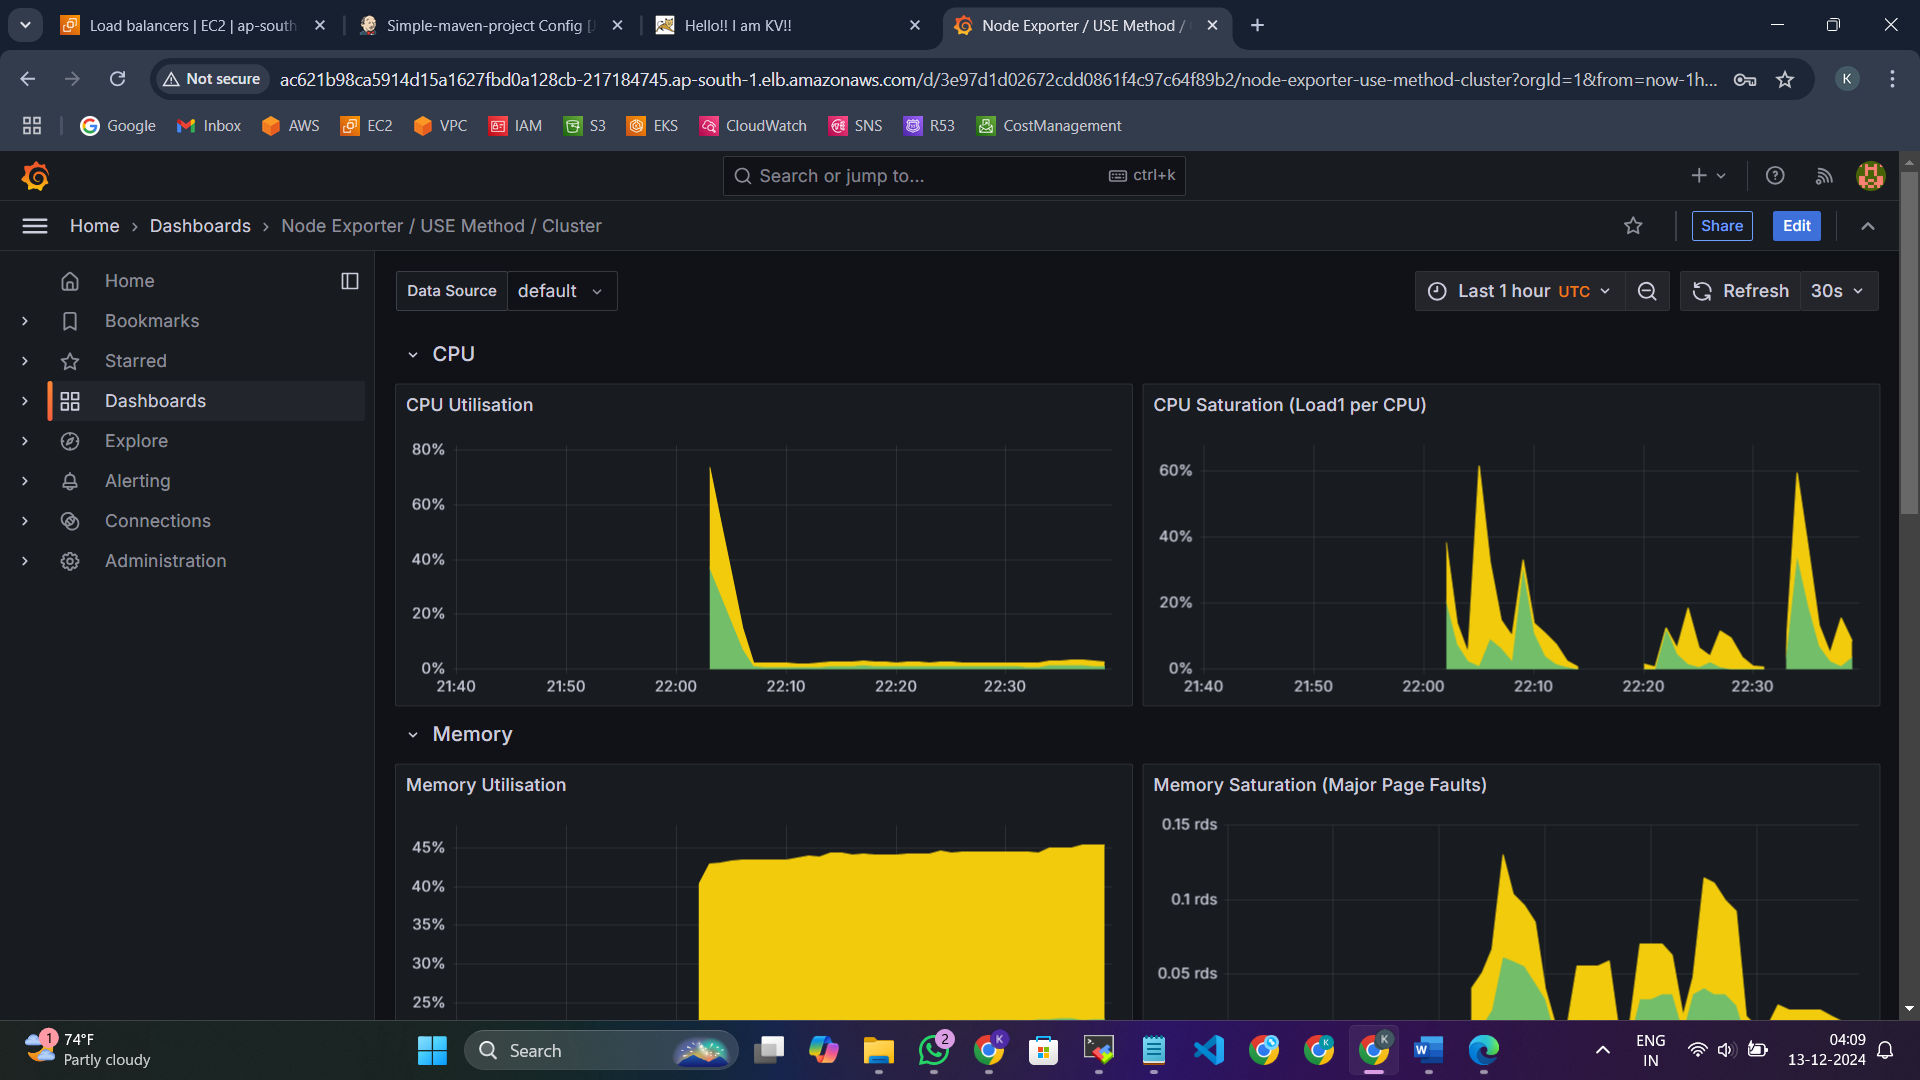 Load balancers | EC2 | ap-south
Simple-maven-project Config [J
Hello!! I am KV!!
Node Exporter / USE Method /
Not secure
ac621b98ca5914d15a1627fbd0a128cb-217184745.ap-south-1.elb.amazonaws.com/d/3e97d1d02672cdd0861f4c97c64f89b2/node-exporter-use-method-cluster?orgId=1&from=now-1h...
K
Google
Inbox
AWS
EC2
VPC
IAM
S3
EKS
CloudWatch
SNS
R53
CostManagement
Search or jump to...
ctrl+k
Home › Dashboards › Node Exporter / USE Method / Cluster
Share
Edit
Home
Bookmarks
Starred
Dashboards
Explore
Alerting
Connections
Administration
Data Source
default
Last 1 hour UTC
Refresh
30s
CPU
CPU Utilisation
80%
60%
40%
20%
0%
21:40
21:50
22:00
22:10
22:20
22:30
CPU Saturation (Load1 per CPU)
60%
40%
20%
0%
21:40
21:50
22:00
22:10
22:20
22:30
Memory
Memory Utilisation
45%
40%
35%
30%
25%
Memory Saturation (Major Page Faults)
0.15 rds
0.1 rds
0.05 rds
1
74°F
Partly cloudy
Search
2
K
K
K
ENG
IN
04:09
13-12-2024